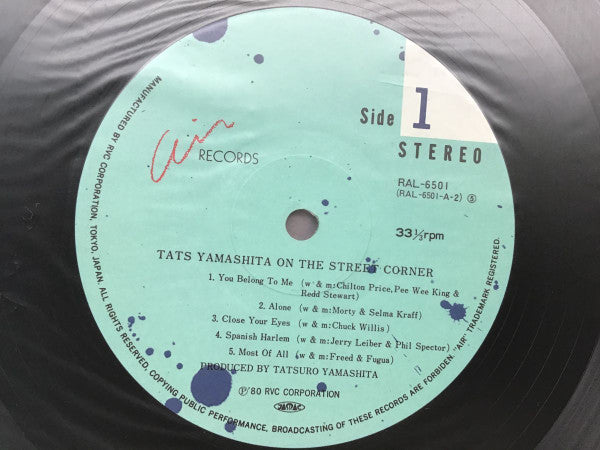 Air RECORDS
Side 1
STEREO
RAL-6501
(RAL-6501-A-2) ⑤
33⅓rpm
TATS YAMASHITA ON THE STREET CORNER
1. You Belong To Me (w & m:Chilton Price,Pee Wee King &
Redd Stewart)
2. Alone (w & m:Morty & Selma Kraff)
3. Close Your Eyes (w & m:Chuck Willis)
4. Spanish Harlem (w & m:Jerry Leiber & Phil Spector)
5. Most Of All (w & m:Freed & Fugua)
PRODUCED BY TATSURO YAMASHITA
Ⓟ'80 RVC CORPORATION
JASRAC
MANUFACTURED BY RVC CORPORATION, TOKYO, JAPAN. ALL RIGHTS RESERVED, COPYING PUBLIC PERFORMANCE, BROADCASTING OF THESE RECORDS ARE FORBIDEN. "AIR" TRADEMARK REGISTERED.